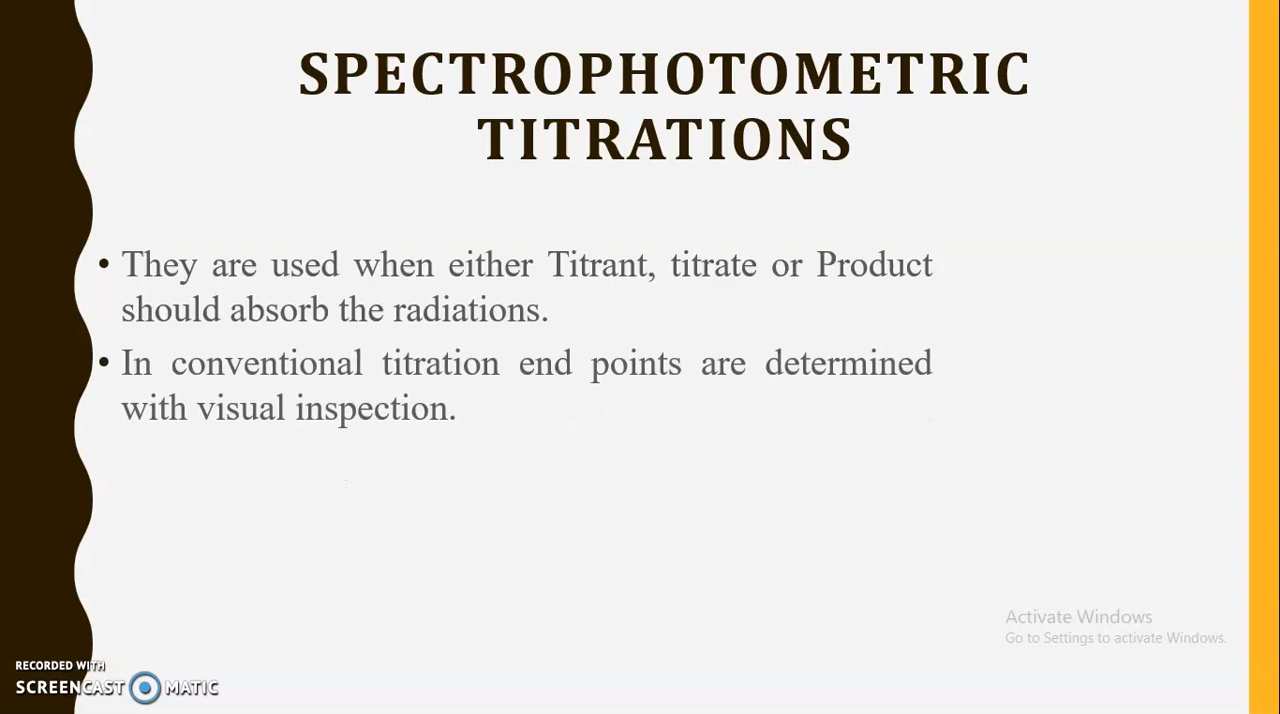 SPECTROPHOTOMETRIC
TITRATIONS
• They are used when either Titrant, titrate or Product
should absorb the radiations.
• In conventional titration end points are determined
with visual inspection.
Activate Windows
Go to Settings to activate Windows.
RECORDED WITH
SCREENCAST MATIC